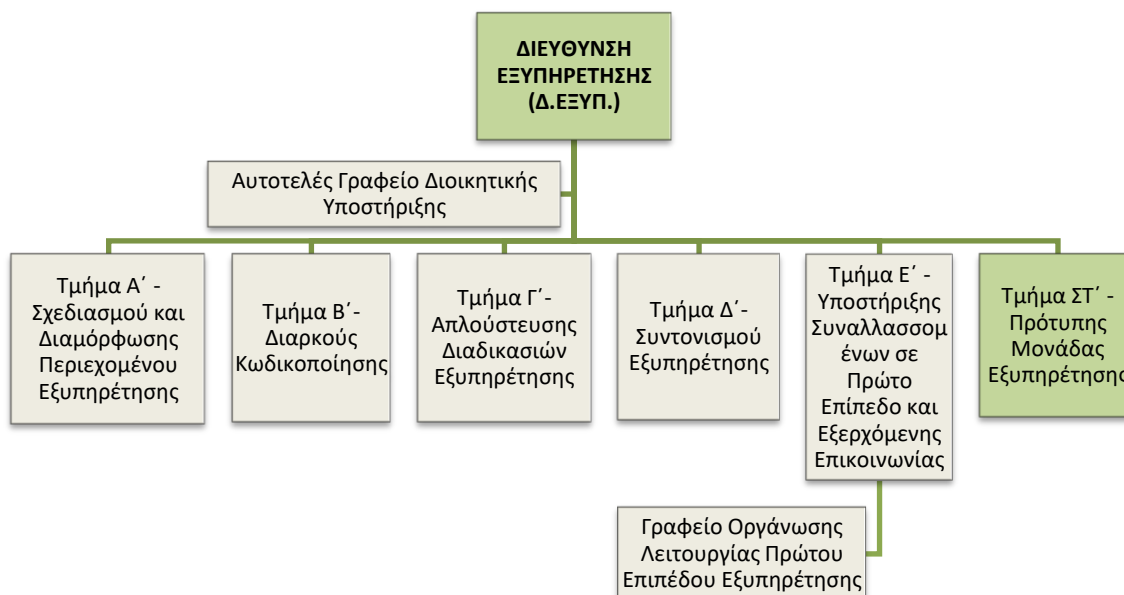 ΔΙΕΥΘΥΝΣΗ
ΕΞΥΠΗΡΕΤΗΣΗΣ
(Δ.ΕΞΥΠ.)
Αυτοτελές Γραφείο Διοικητικής
Υποστήριξης
Τμήμα Α΄ -
Σχεδιασμού και
Διαμόρφωσης
Περιεχομένου
Εξυπηρέτησης
Τμήμα Β΄-
Διαρκούς
Κωδικοποίησης
Τμήμα Γ΄-
Απλούστευσης
Διαδικασιών
Εξυπηρέτησης
Τμήμα Δ΄-
Συντονισμού
Εξυπηρέτησης
Τμήμα Ε΄ -
Υποστήριξης
Συναλλασσομ
ένων σε
Πρώτο
Επίπεδο και
Εξερχόμενης
Επικοινωνίας
Τμήμα ΣΤ΄ -
Πρότυπης
Μονάδας
Εξυπηρέτησης
Γραφείο Οργάνωσης
Λειτουργίας Πρώτου
Επιπέδου Εξυπηρέτησης